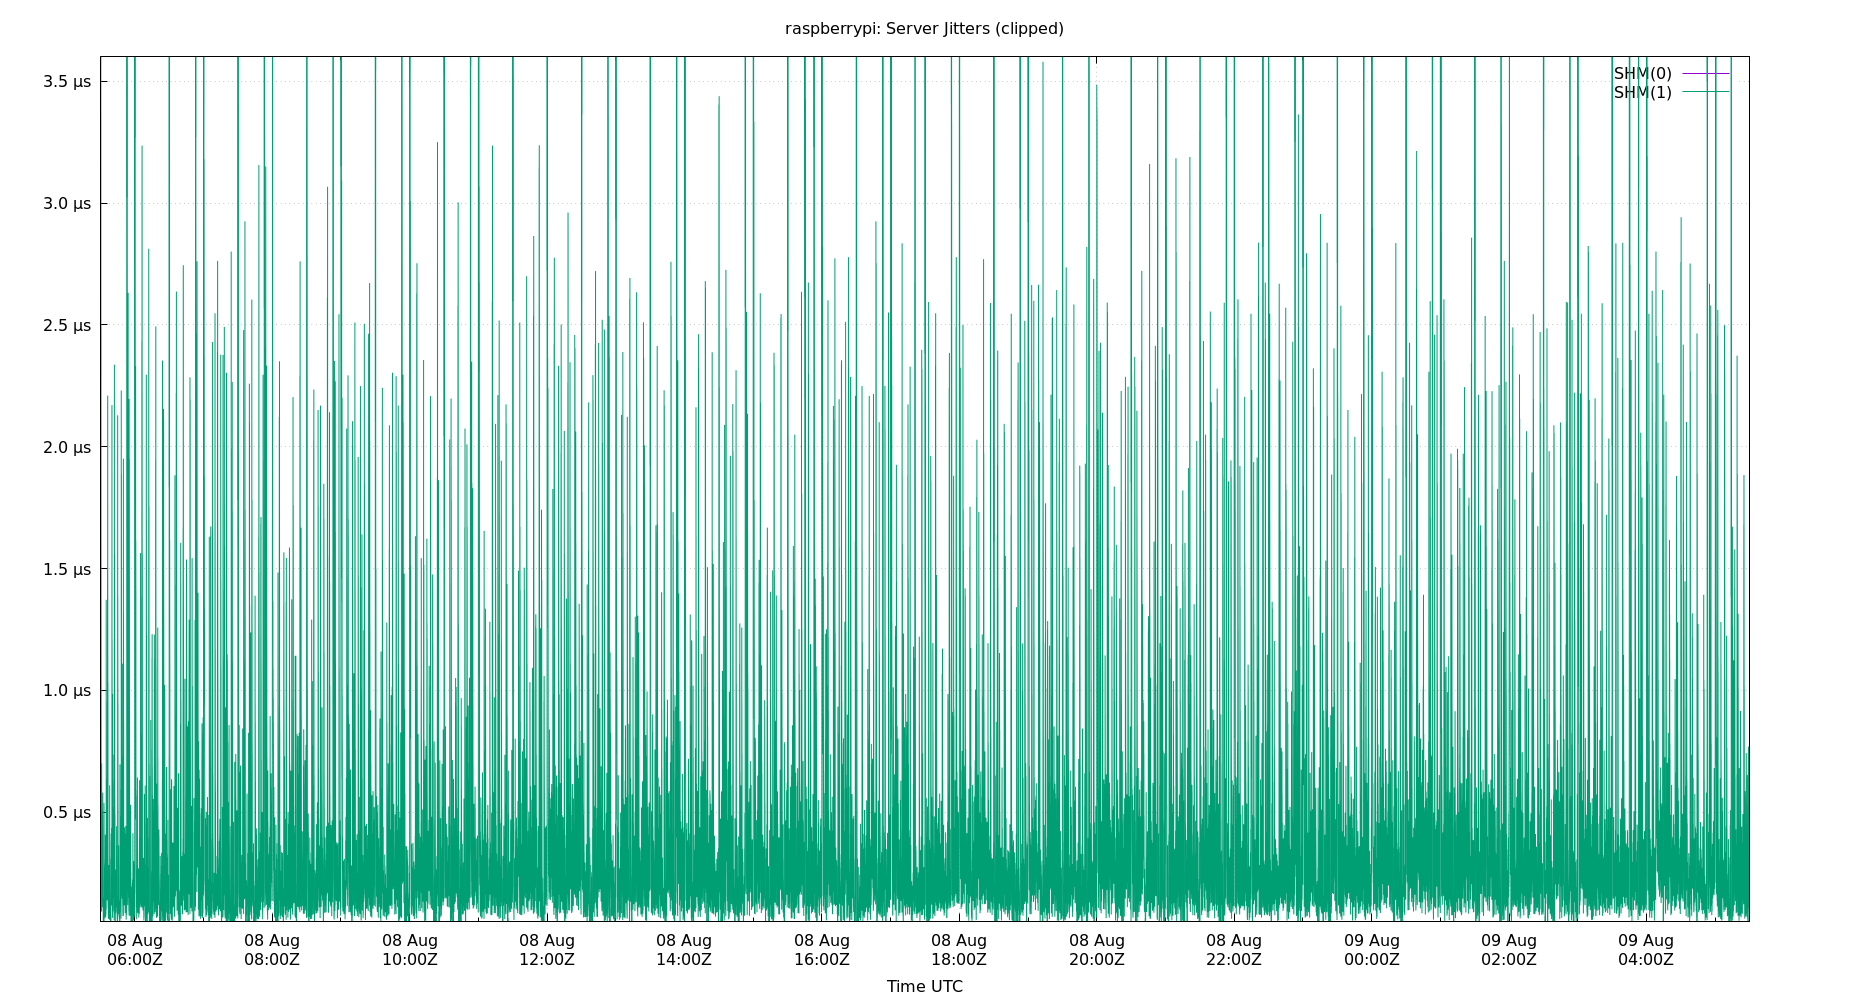 raspberrypi: Server Jitters (clipped)
SHM(0)
SHM(1)
3.5 μs
3.0 μs
2.5 μs
2.0 μs
1.5 μs
1.0 μs
0.5 μs
08 Aug 08 Aug 08 Aug 08 Aug 08 Aug 08 Aug 08 Aug 08 Aug 08 Aug 09 Aug 09 Aug 09 Aug
06:00Z 08:00Z 10:00Z 12:00Z 14:00Z 16:00Z 18:00Z 20:00Z 22:00Z 00:00Z 02:00Z 04:00Z
Time UTC